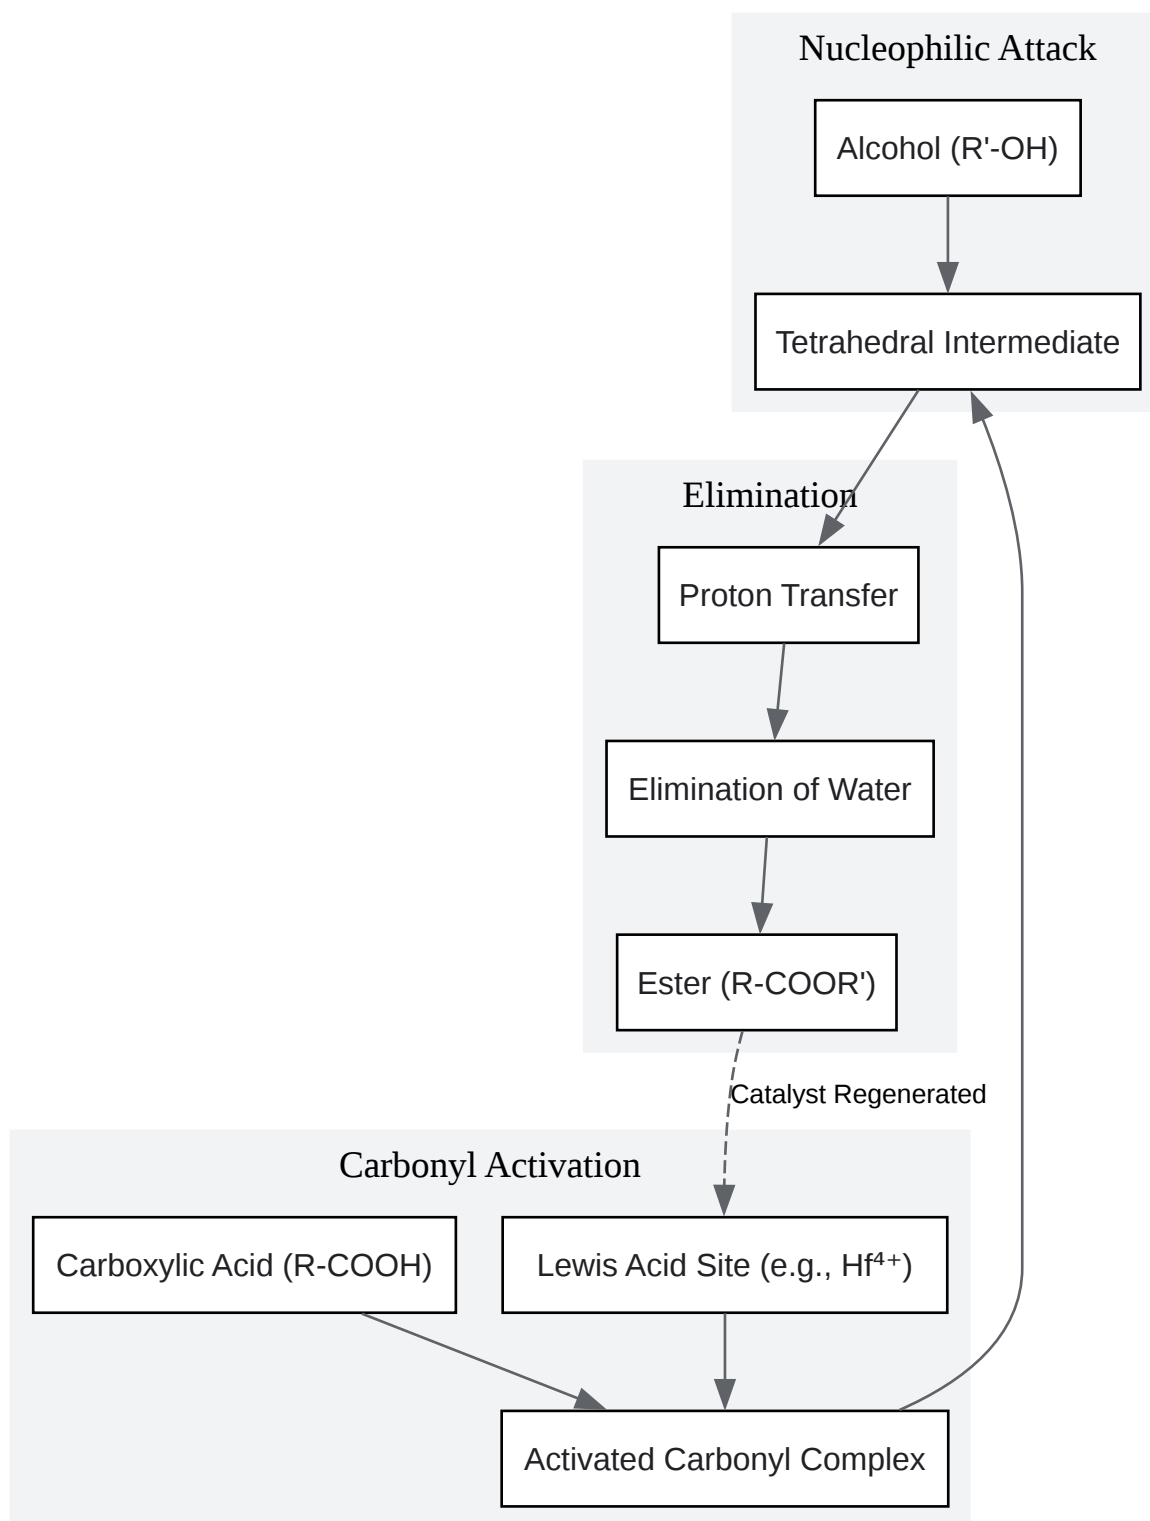 Nucleophilic Attack
Alcohol (R'-OH)
Tetrahedral Intermediate
Elimination
Proton Transfer
Elimination of Water
Ester (R-COOR')
Catalyst Regenerated
Carbonyl Activation
Carboxylic Acid (R-COOH)
Lewis Acid Site (e.g., Hf⁴⁺)
Activated Carbonyl Complex